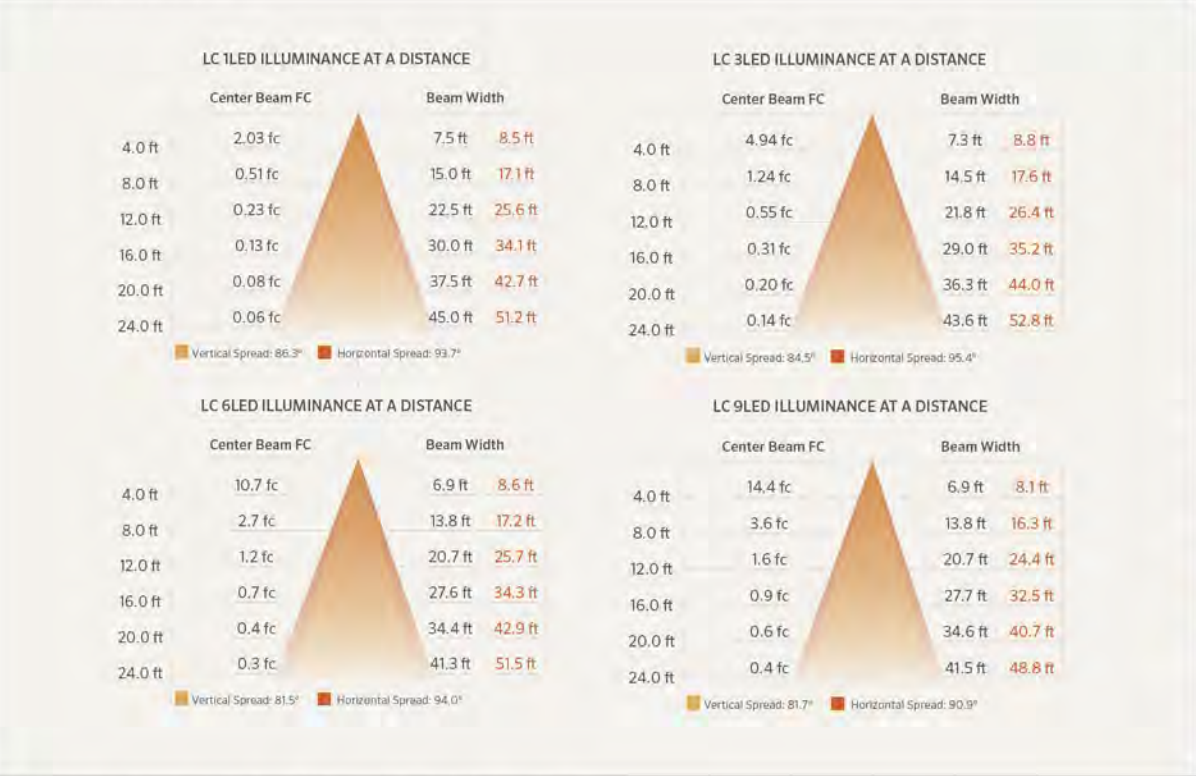 LC 1LED ILLUMINANCE AT A DISTANCE
Center Beam FC Beam Width
4.0 ft 2.03 fc 7.5 ft 8.5 ft
8.0 ft 0.51 fc 15.0 ft 17.1 ft
12.0 ft 0.23 fc 22.5 ft 25.6 ft
16.0 ft 0.13 fc 30.0 ft 34.1 ft
20.0 ft 0.08 fc 37.5 ft 42.7 ft
24.0 ft 0.06 fc 45.0 ft 51.2 ft
Vertical Spread: 86.3° Horizontal Spread: 93.7°
LC 3LED ILLUMINANCE AT A DISTANCE
Center Beam FC Beam Width
4.0 ft 4.94 fc 7.3 ft 8.8 ft
8.0 ft 1.24 fc 14.5 ft 17.6 ft
12.0 ft 0.55 fc 21.8 ft 26.4 ft
16.0 ft 0.31 fc 29.0 ft 35.2 ft
20.0 ft 0.20 fc 36.3 ft 44.0 ft
24.0 ft 0.14 fc 43.6 ft 52.8 ft
Vertical Spread: 84.5° Horizontal Spread: 95.4°
LC 6LED ILLUMINANCE AT A DISTANCE
Center Beam FC Beam Width
4.0 ft 10.7 fc 6.9 ft 8.6 ft
8.0 ft 2.7 fc 13.8 ft 17.2 ft
12.0 ft 1.2 fc 20.7 ft 25.7 ft
16.0 ft 0.7 fc 27.6 ft 34.3 ft
20.0 ft 0.4 fc 34.4 ft 42.9 ft
24.0 ft 0.3 fc 41.3 ft 51.5 ft
Vertical Spread: 81.5° Horizontal Spread: 94.0°
LC 9LED ILLUMINANCE AT A DISTANCE
Center Beam FC Beam Width
4.0 ft 14.4 fc 6.9 ft 8.1 ft
8.0 ft 3.6 fc 13.8 ft 16.3 ft
12.0 ft 1.6 fc 20.7 ft 24.4 ft
16.0 ft 0.9 fc 27.7 ft 32.5 ft
20.0 ft 0.6 fc 34.6 ft 40.7 ft
24.0 ft 0.4 fc 41.5 ft 48.8 ft
Vertical Spread: 81.7° Horizontal Spread: 90.9°